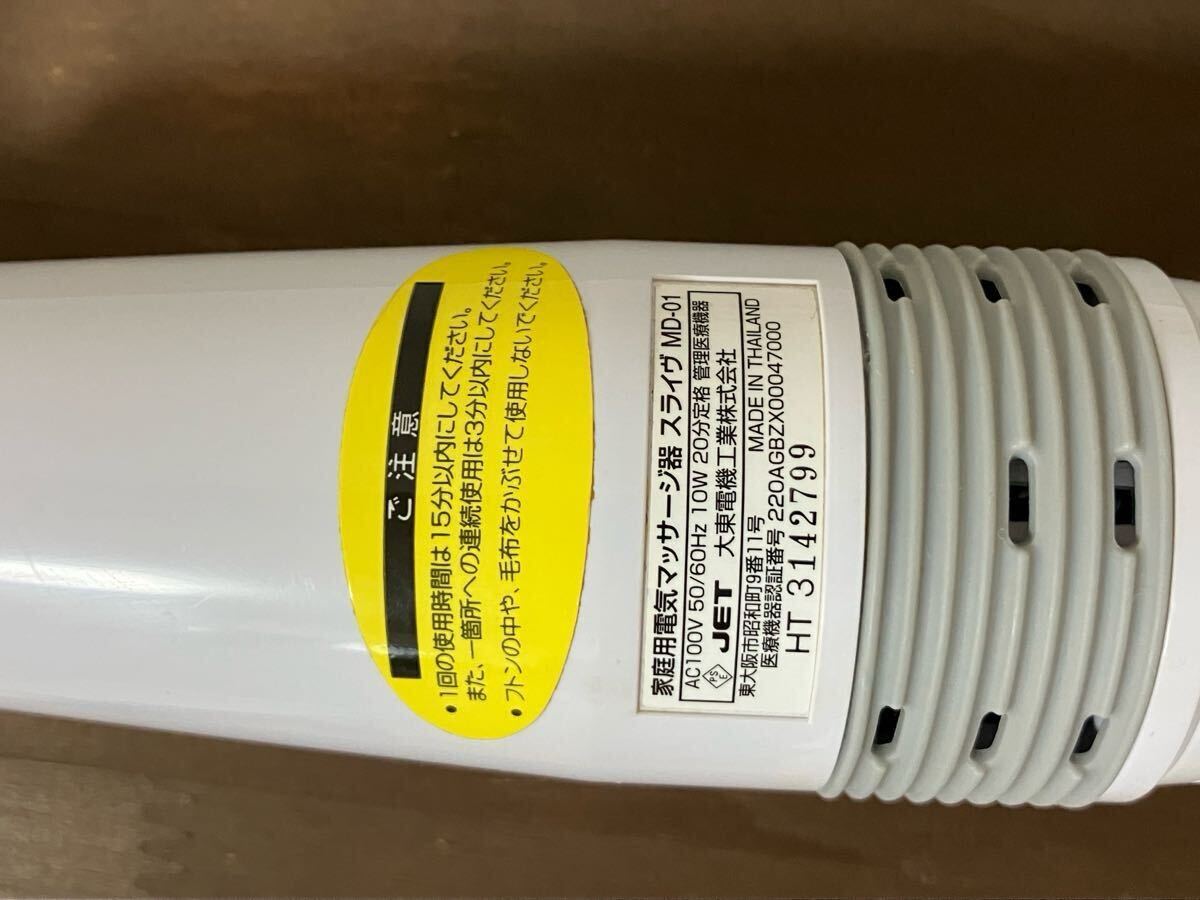 ご注意
・1回の使用時間は15分以内にしてください。
また、一箇所への連続使用は3分以内にしてください。
・フトンの中や、毛布をかぶせて使用しないでください。
家庭用電気マッサージ器 スライヴ MD-01
AC100V 50/60Hz 10W 20分定格 管理医療機器
PSE JET 大東電機工業株式会社
東大阪市昭和町9番11号 MADE IN THAILAND
医療機器認証番号 220AGBZX00047000
HT 3142799